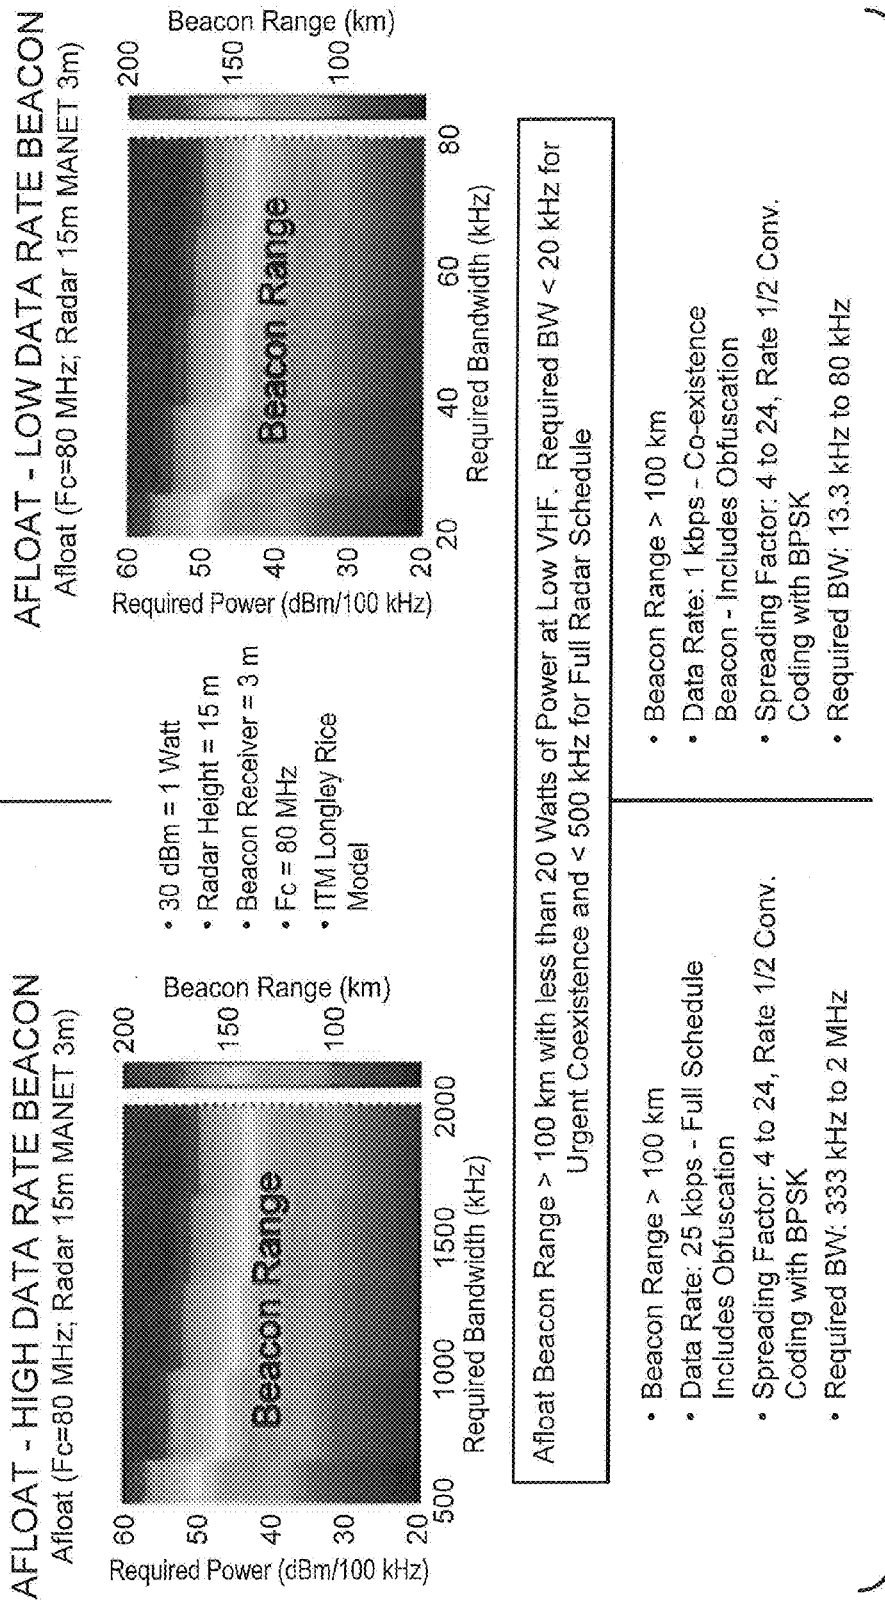 AFLOAT - HIGH DATA RATE BEACON
Afloat (Fc=80 MHz; Radar 15m MANET 3m)
Required Power (dBm/100 kHz)
60
50
40
30
20
Beacon Range
500
1000
1500
2000
Required Bandwidth (kHz)
200
150
100
Beacon Range (km)
• 30 dBm = 1 Watt
• Radar Height = 15 m
• Beacon Receiver = 3 m
• Fc = 80 MHz
• ITM Longley Rice
Model
AFLOAT - LOW DATA RATE BEACON
Afloat (Fc=80 MHz; Radar 15m MANET 3m)
Required Power (dBm/100 kHz)
60
50
40
30
20
Beacon Range
20
40
60
80
Required Bandwidth (kHz)
200
150
100
Beacon Range (km)
Afloat Beacon Range > 100 km with less than 20 Watts of Power at Low VHF. Required BW < 20 kHz for
Urgent Coexistence and < 500 kHz for Full Radar Schedule
• Beacon Range > 100 km
• Data Rate: 25 kbps - Full Schedule
Includes Obfuscation
• Spreading Factor: 4 to 24, Rate 1/2 Conv.
Coding with BPSK
• Required BW: 333 kHz to 2 MHz
• Beacon Range > 100 km
• Data Rate: 1 kbps - Co-existence
Beacon - Includes Obfuscation
• Spreading Factor: 4 to 24, Rate 1/2 Conv.
Coding with BPSK
• Required BW: 13.3 kHz to 80 kHz